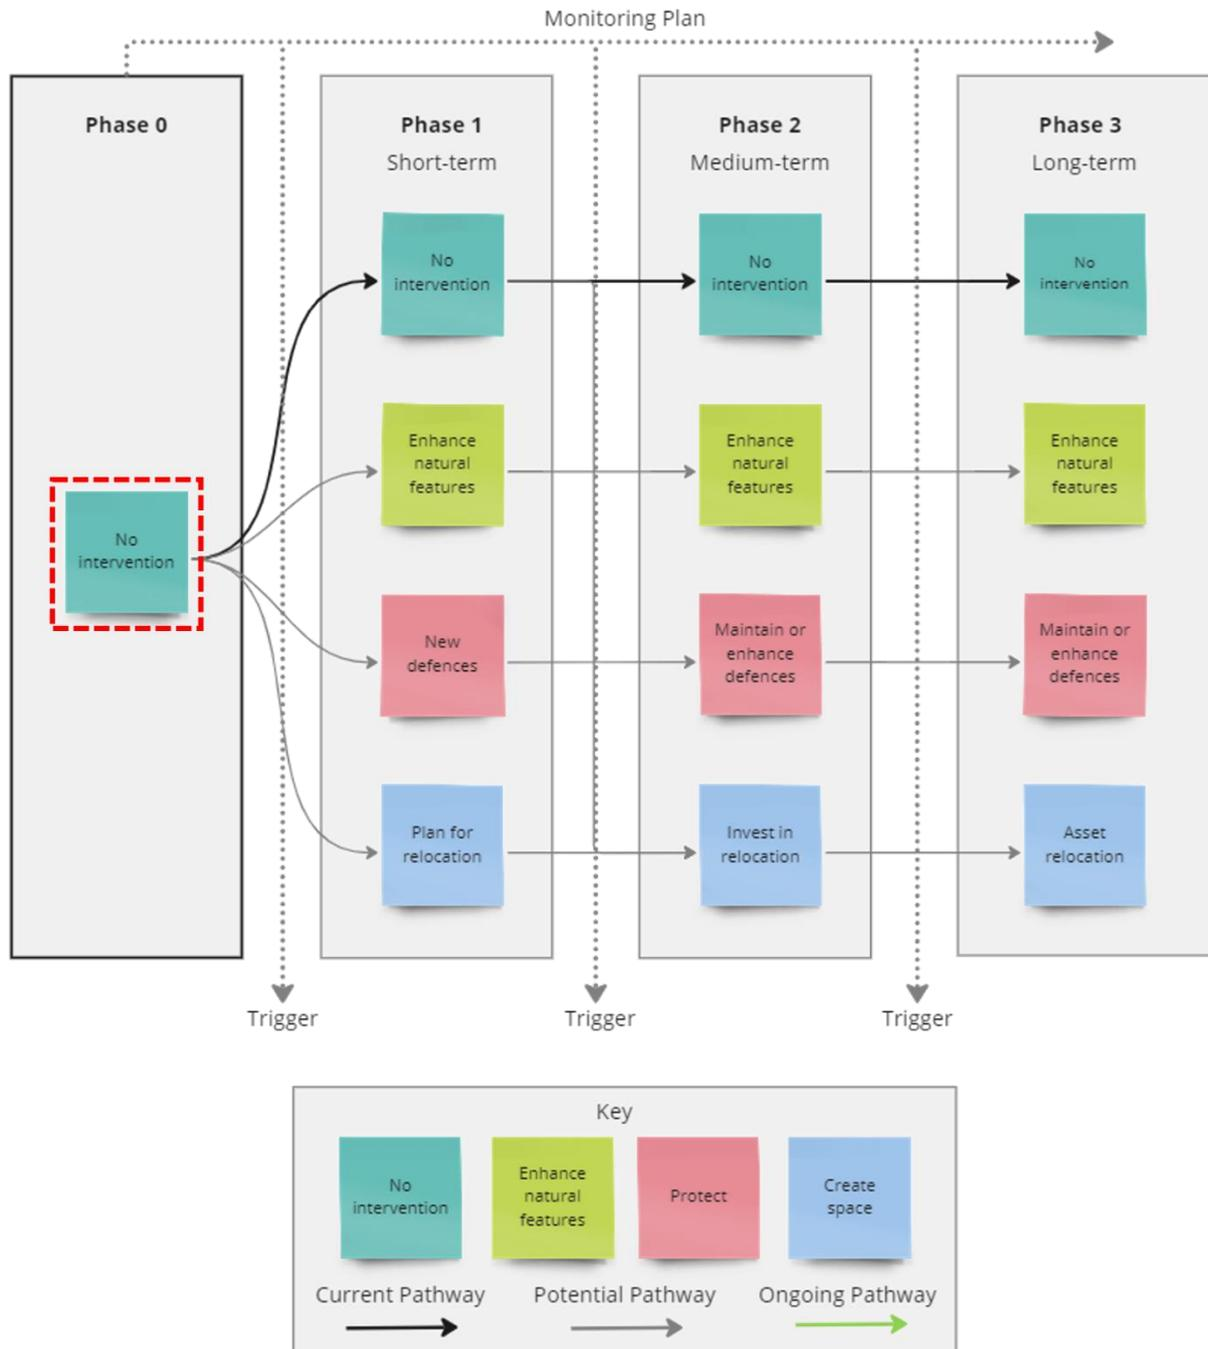 Monitoring Plan
Phase 0
Phase 1
Short-term
Phase 2
Medium-term
Phase 3
Long-term
No
intervention
No
intervention
No
intervention
No
intervention
Enhance
natural
features
Enhance
natural
features
Enhance
natural
features
New
defences
Maintain or
enhance
defences
Maintain or
enhance
defences
Plan for
relocation
Invest in
relocation
Asset
relocation
Trigger
Trigger
Trigger
Key
No
intervention
Enhance
natural
features
Protect
Create
space
Current Pathway
Potential Pathway
Ongoing Pathway